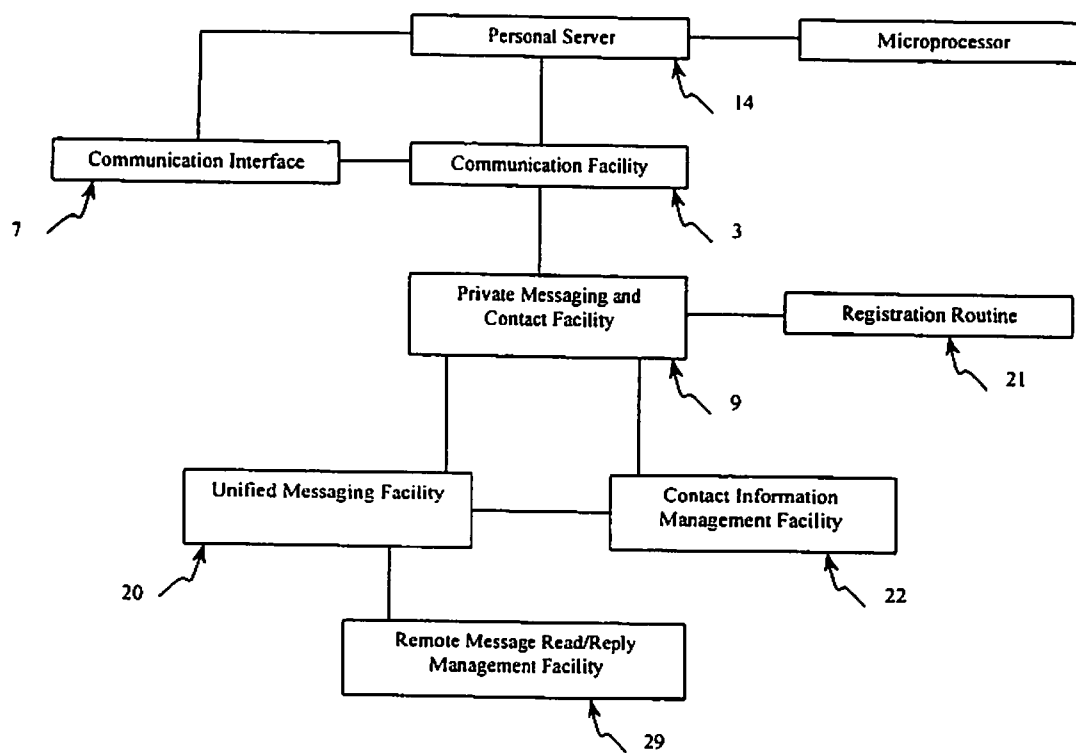 Personal Server
Microprocessor
14
Communication Interface
Communication Facility
7
3
Private Messaging and
Contact Facility
Registration Routine
21
9
Unified Messaging Facility
Contact Information
Management Facility
20
22
Remote Message Read/Reply
Management Facility
29